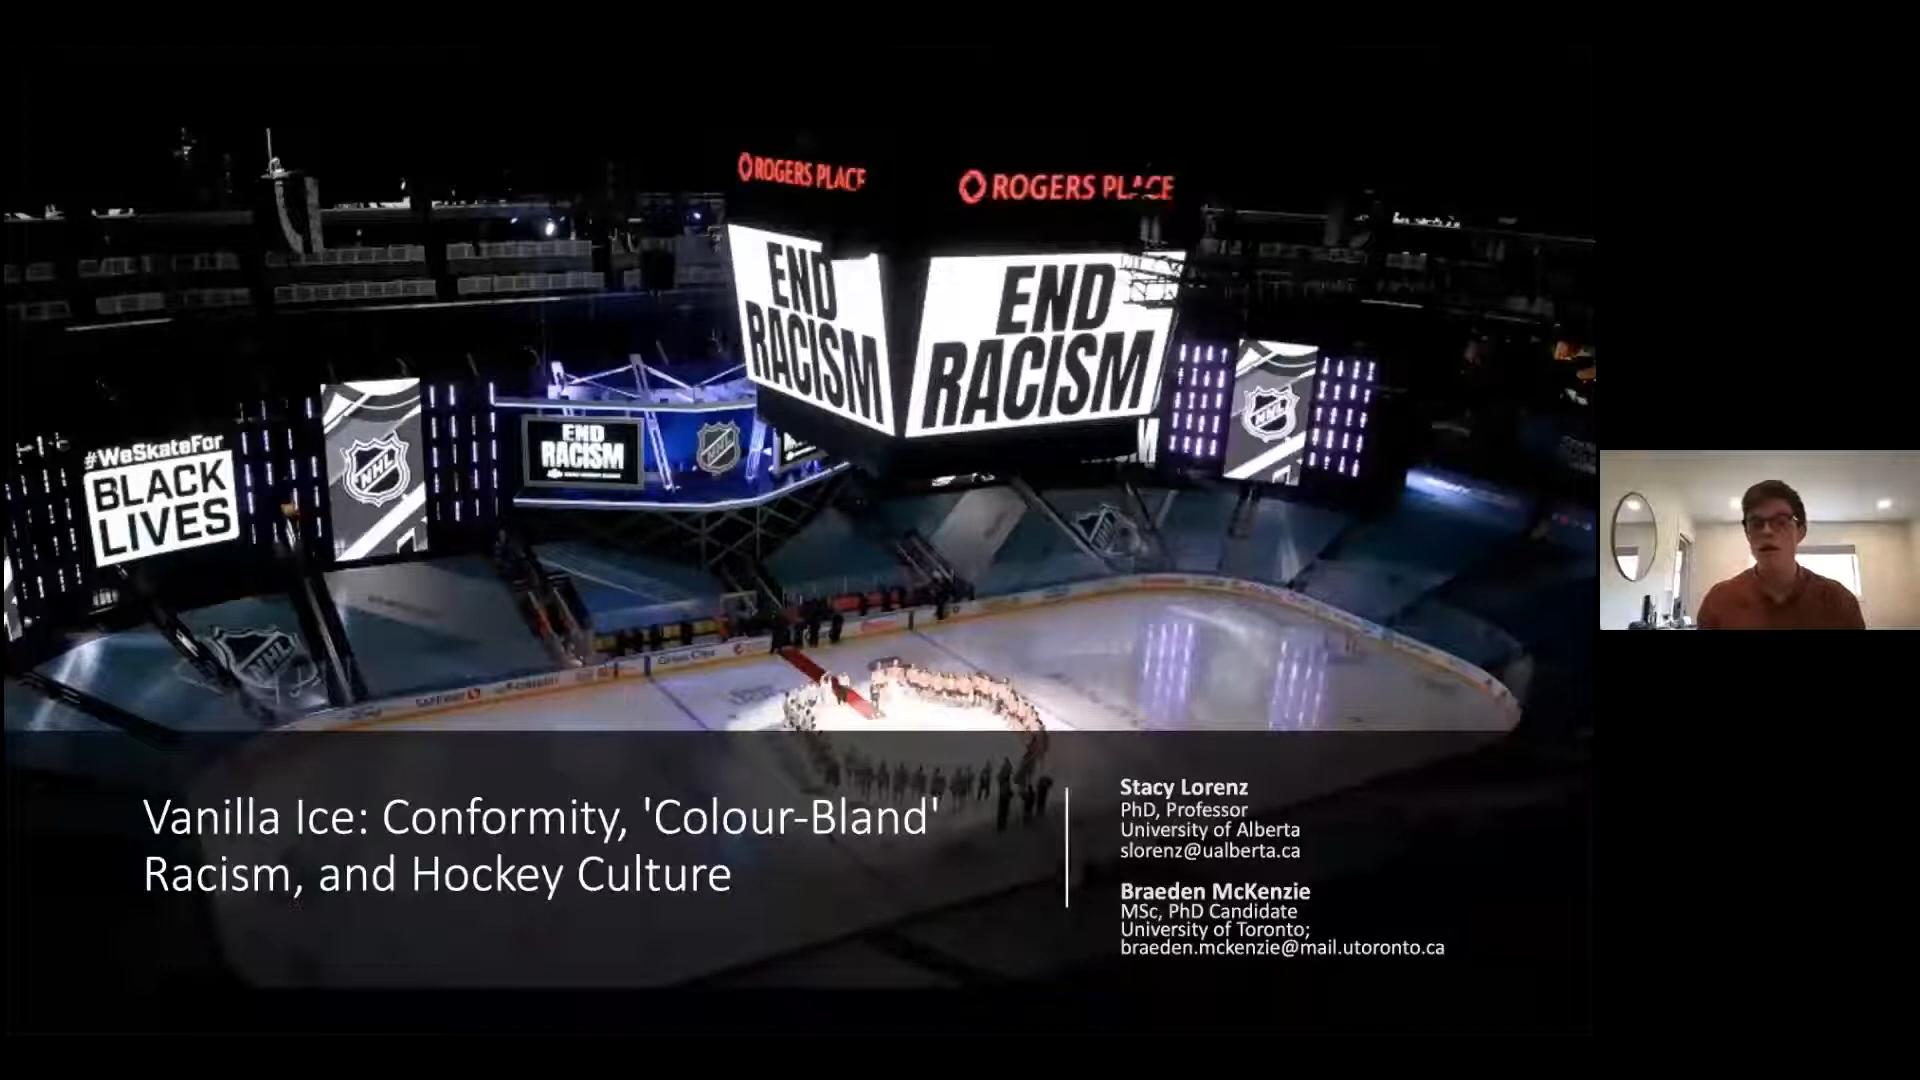 ROGERS PLACE
ROGERS PLACE
END
RACISM
END
RACISM
#WeSkateFor
BLACK
LIVES
NHL
END
RACISM
NHL
NHL
NHL
Vanilla Ice: Conformity, 'Colour-Bland'
Racism, and Hockey Culture
Stacy Lorenz
PhD, Professor
University of Alberta
slorenz@ualberta.ca
Braeden McKenzie
MSc, PhD Candidate
University of Toronto;
braeden.mckenzie@mail.utoronto.ca